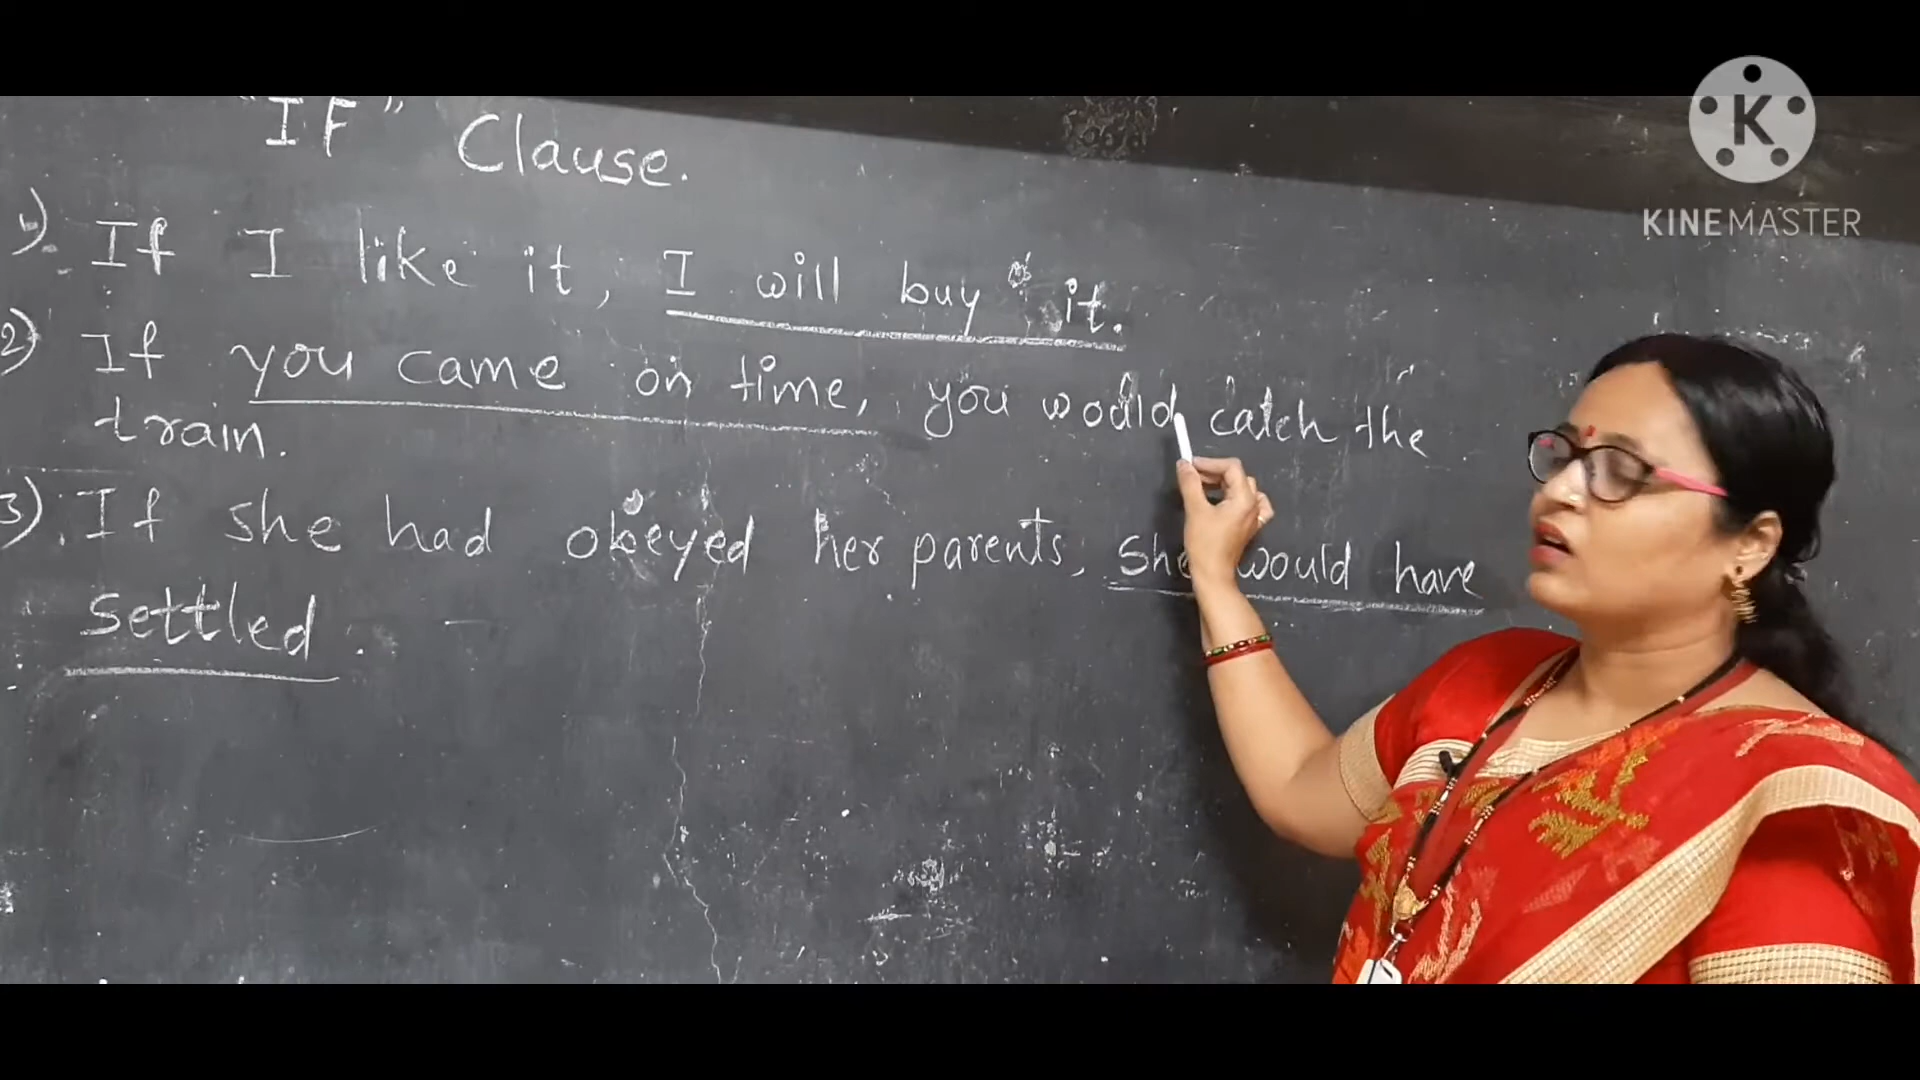 "IF" Clause.
1). If I like it, I will buy it.
2) If you came on time, you would catch the
train.
3). If she had obeyed her parents, she would have
settled.
K
KINEMASTER